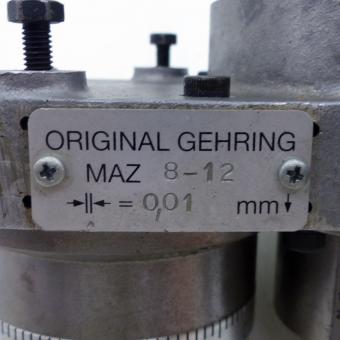 ORIGINAL GEHRING
MAZ 8-12
→||← = 0,01 mm↓